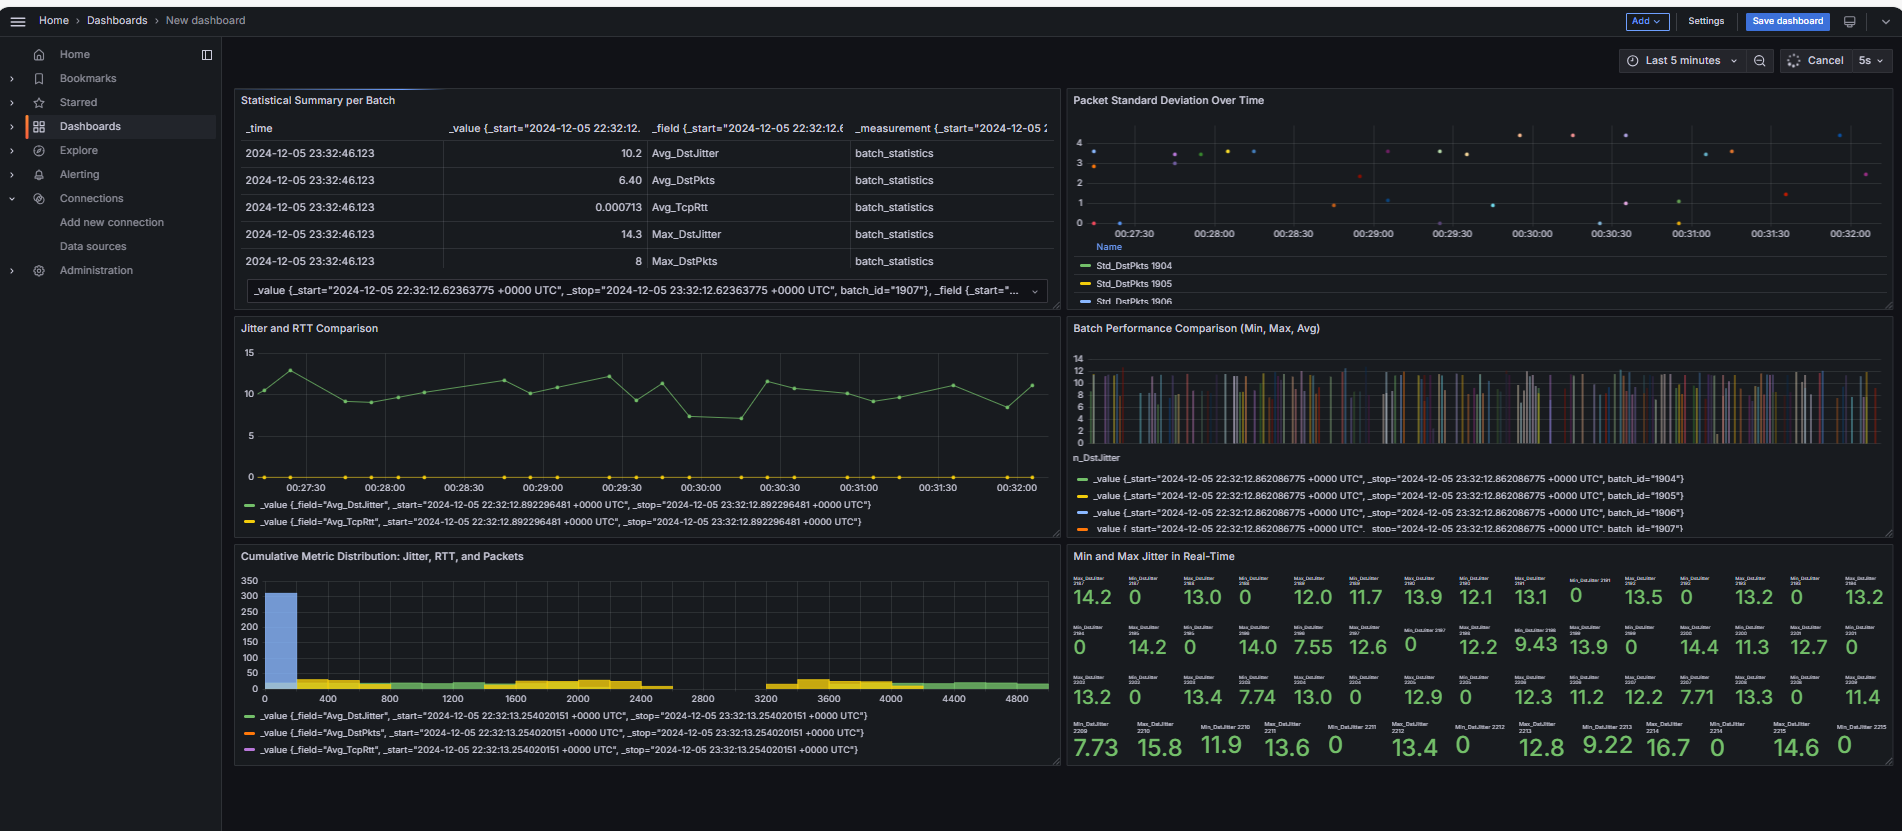 Home › Dashboards › New dashboard
Add Settings Save dashboard
Home
Bookmarks
Starred
Dashboards
Explore
Alerting
Connections
Add new connection
Data sources
Administration
Last 5 minutes Cancel 5s
Statistical Summary per Batch
_time _value {_start="2024-12-05 22:32:12. _field {_start="2024-12-05 22:32:12.6 _measurement {_start="2024-12-05 2
2024-12-05 23:32:46.123 10.2 Avg_DstJitter batch_statistics
2024-12-05 23:32:46.123 6.40 Avg_DstPkts batch_statistics
2024-12-05 23:32:46.123 0.000713 Avg_TcpRtt batch_statistics
2024-12-05 23:32:46.123 14.3 Max_DstJitter batch_statistics
2024-12-05 23:32:46.123 8 Max_DstPkts batch_statistics
_value {_start="2024-12-05 22:32:12.62363775 +0000 UTC", _stop="2024-12-05 23:32:12.62363775 +0000 UTC", batch_id="1907"}, _field {_start="...
Packet Standard Deviation Over Time
4
3
2
1
0
00:27:30 00:28:00 00:28:30 00:29:00 00:29:30 00:30:00 00:30:30 00:31:00 00:31:30 00:32:00
Name
Std_DstPkts 1904
Std_DstPkts 1905
Std_DstPkts 1906
Jitter and RTT Comparison
15
10
5
0
00:27:30 00:28:00 00:28:30 00:29:00 00:29:30 00:30:00 00:30:30 00:31:00 00:31:30 00:32:00
_value {_field="Avg_DstJitter", _start="2024-12-05 22:32:12.892296481 +0000 UTC", _stop="2024-12-05 23:32:12.892296481 +0000 UTC"}
_value {_field="Avg_TcpRtt", _start="2024-12-05 22:32:12.892296481 +0000 UTC", _stop="2024-12-05 23:32:12.892296481 +0000 UTC"}
Batch Performance Comparison (Min, Max, Avg)
14
12
10
8
6
4
2
0
n_DstJitter
_value {_start="2024-12-05 22:32:12.862086775 +0000 UTC", _stop="2024-12-05 23:32:12.862086775 +0000 UTC", batch_id="1904"}
_value {_start="2024-12-05 22:32:12.862086775 +0000 UTC", _stop="2024-12-05 23:32:12.862086775 +0000 UTC", batch_id="1905"}
_value {_start="2024-12-05 22:32:12.862086775 +0000 UTC", _stop="2024-12-05 23:32:12.862086775 +0000 UTC", batch_id="1906"}
_value {_start="2024-12-05 22:32:12.862086775 +0000 UTC", _stop="2024-12-05 23:32:12.862086775 +0000 UTC", batch_id="1907"}
Cumulative Metric Distribution: Jitter, RTT, and Packets
350
300
250
200
150
100
50
0
0 400 800 1200 1600 2000 2400 2800 3200 3600 4000 4400 4800
_value {_field="Avg_DstJitter", _start="2024-12-05 22:32:13.254020151 +0000 UTC", _stop="2024-12-05 23:32:13.254020151 +0000 UTC"}
_value {_field="Avg_DstPkts", _start="2024-12-05 22:32:13.254020151 +0000 UTC", _stop="2024-12-05 23:32:13.254020151 +0000 UTC"}
_value {_field="Avg_TcpRtt", _start="2024-12-05 22:32:13.254020151 +0000 UTC", _stop="2024-12-05 23:32:13.254020151 +0000 UTC"}
Min and Max Jitter in Real-Time
14.2 0 13.0 0 12.0 11.7 13.9 12.1 13.1 0 13.5 0 13.2 0 13.2
0 14.2 0 14.0 7.55 12.6 0 12.2 9.43 13.9 0 14.4 11.3 12.7 0
13.2 0 13.4 7.74 13.0 0 12.9 0 12.3 11.2 12.2 7.71 13.3 0 11.4
Min_DstJitter 2209 Max_DstJitter 2210 Min_DstJitter 2210 Max_DstJitter 2211 Min_DstJitter 2211 Max_DstJitter 2212 Min_DstJitter 2212 Max_DstJitter 2213 Min_DstJitter 2213 Max_DstJitter 2214 Min_DstJitter 2214 Max_DstJitter 2215 Min_DstJitter 2215
7.73 15.8 11.9 13.6 0 13.4 0 12.8 9.22 16.7 0 14.6 0